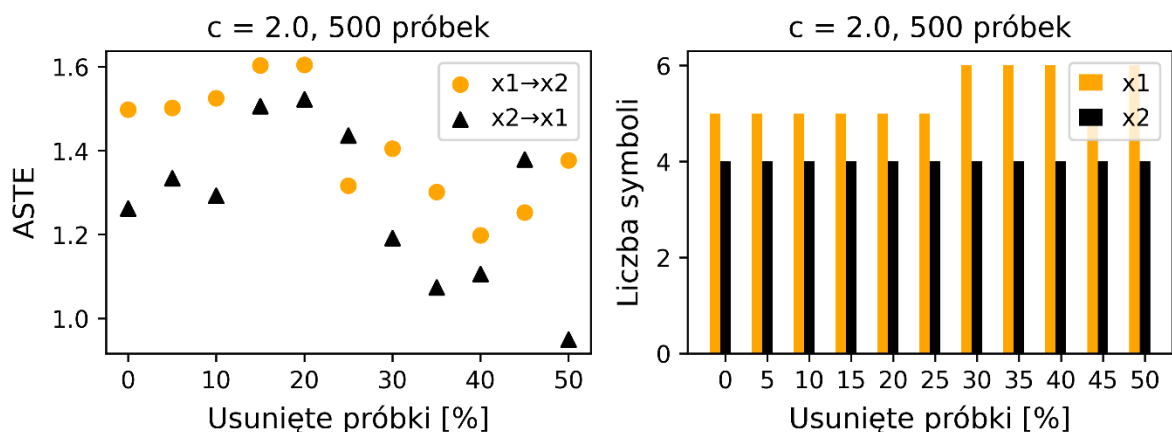 c = 2.0, 500 próbek
1.6
1.4
1.2
1.0
ASTE
x1→x2
x2→x1
0
10
20
30
40
50
Usunięte próbki [%]
c = 2.0, 500 próbek
6
4
2
0
Liczba symboli
x1
x2
0
5
10
15
20
25
30
35
40
45
50
Usunięte próbki [%]